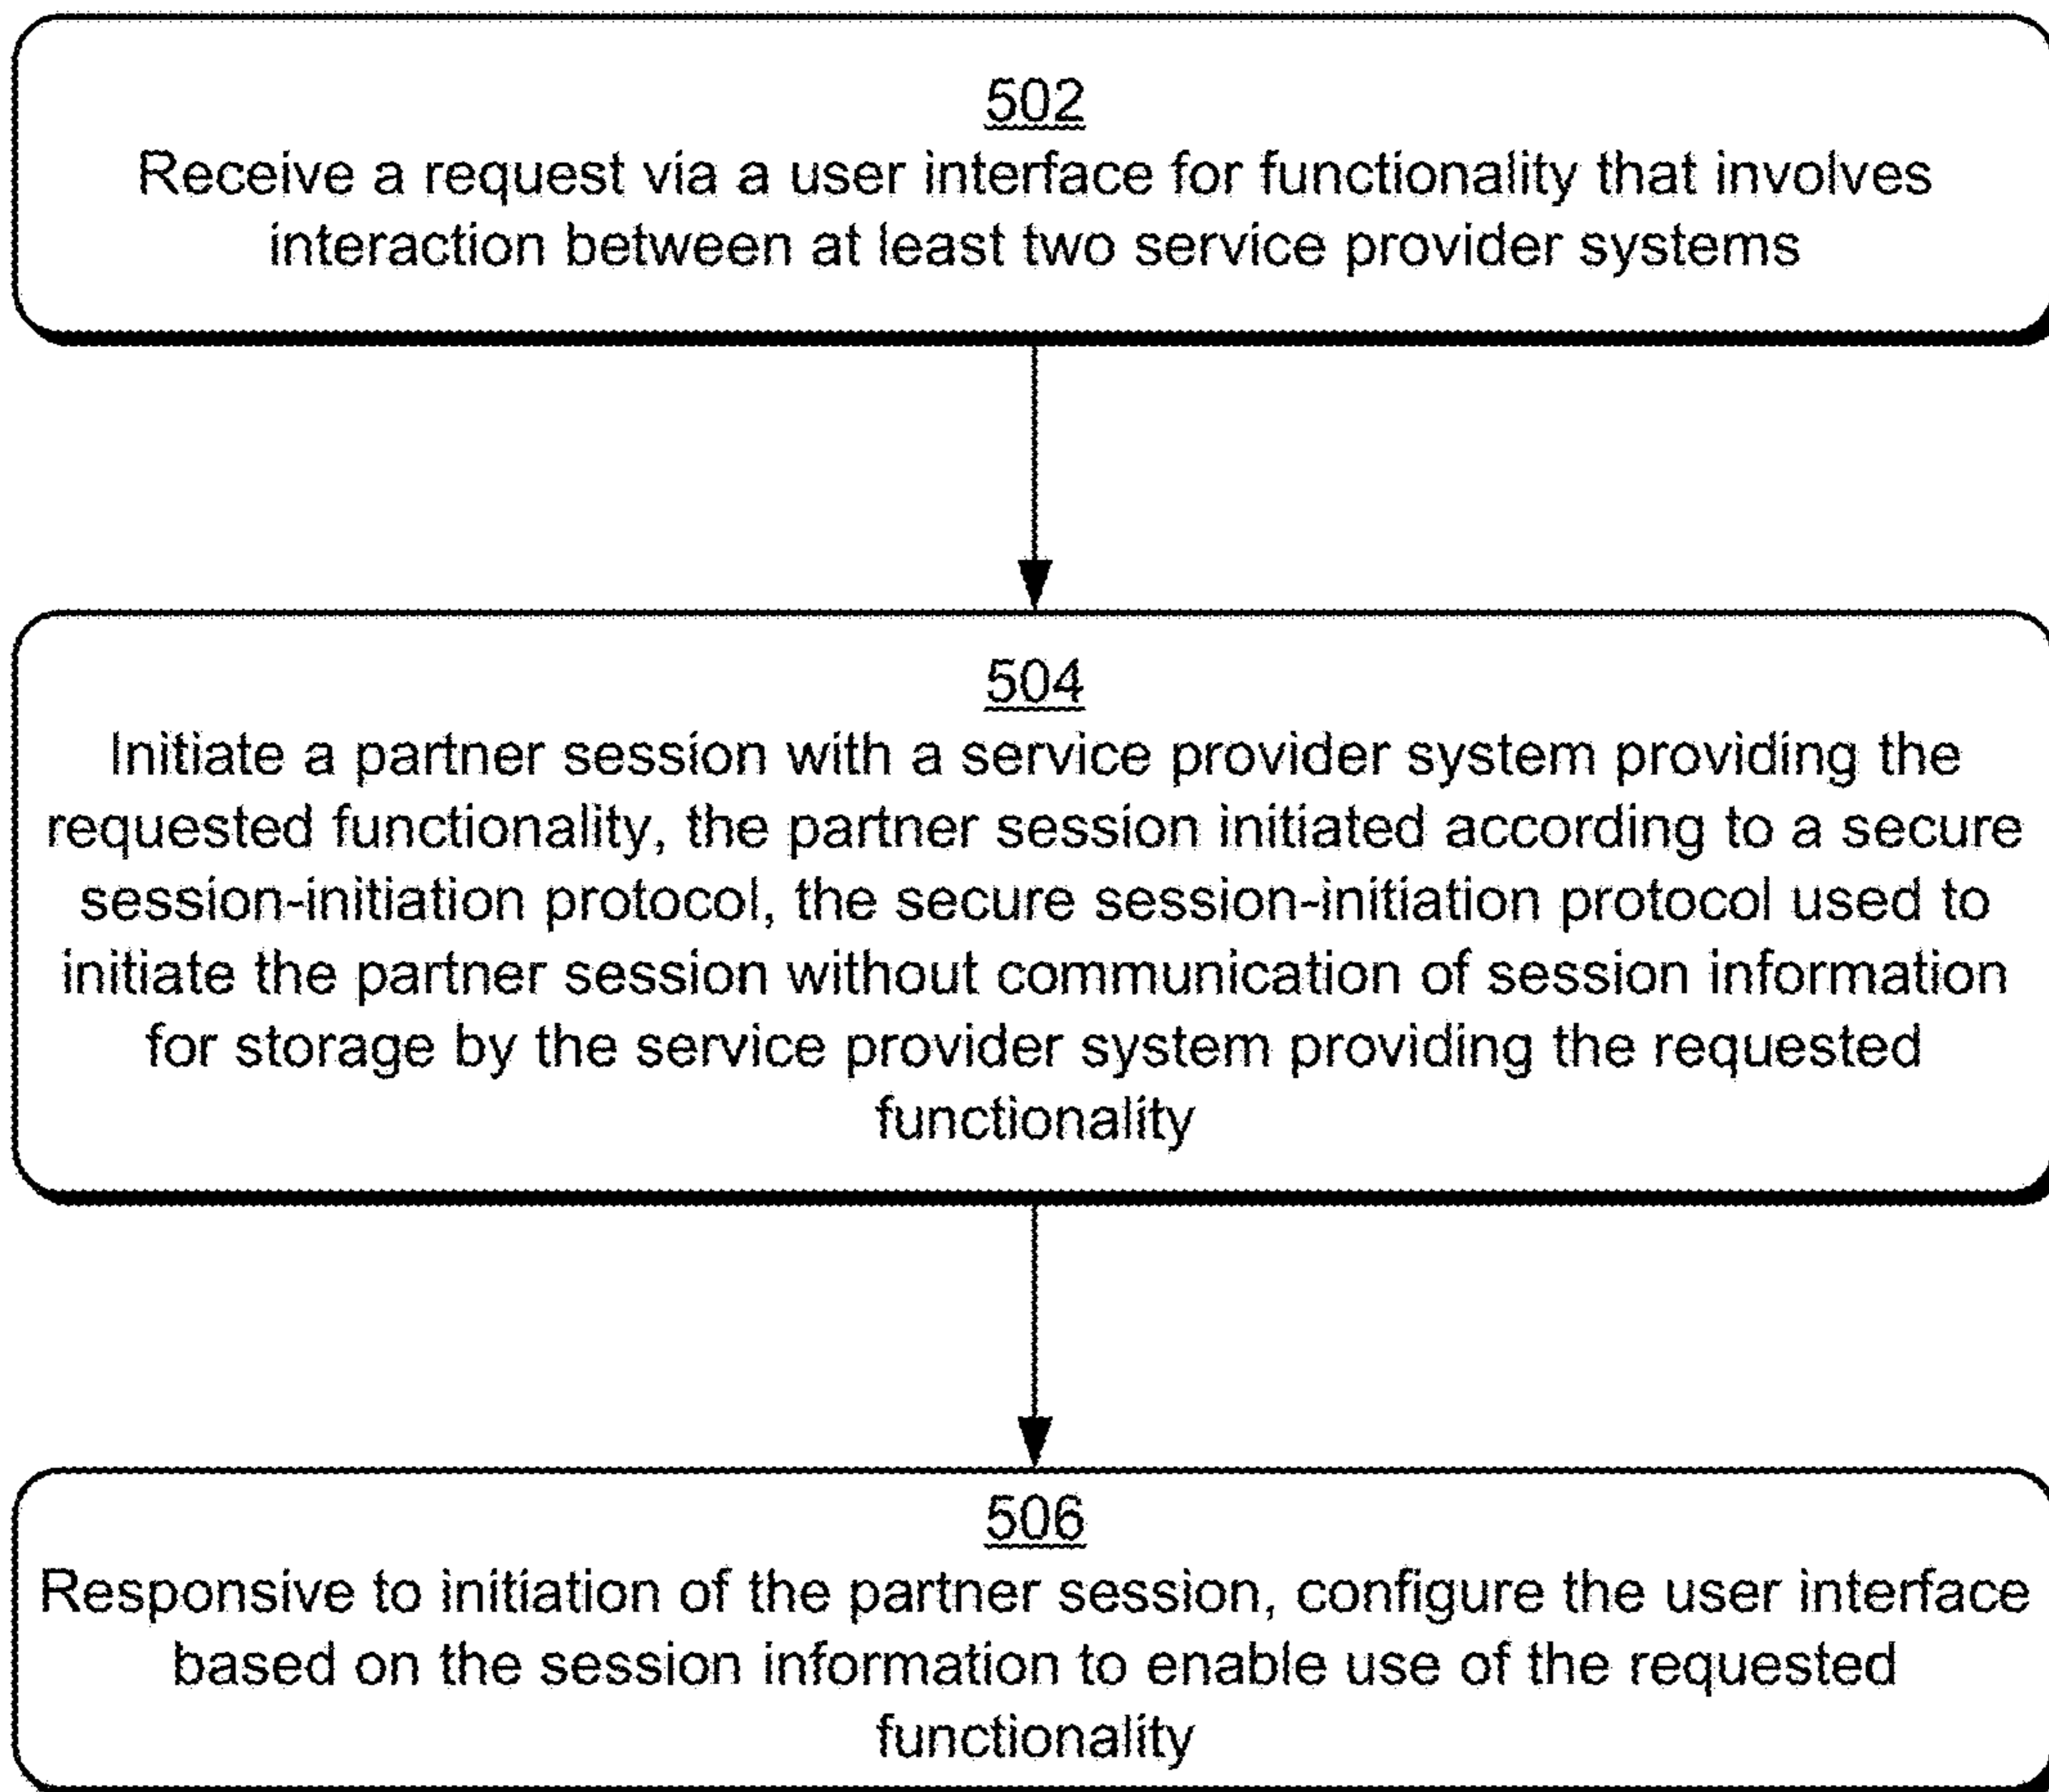 502
Receive a request via a user interface for functionality that involves
interaction between at least two service provider systems
504
Initiate a partner session with a service provider system providing the
requested functionality, the partner session initiated according to a secure
session-initiation protocol, the secure session-initiation protocol used to
initiate the partner session without communication of session information
for storage by the service provider system providing the requested
functionality
506
Responsive to initiation of the partner session, configure the user interface
based on the session information to enable use of the requested
functionality